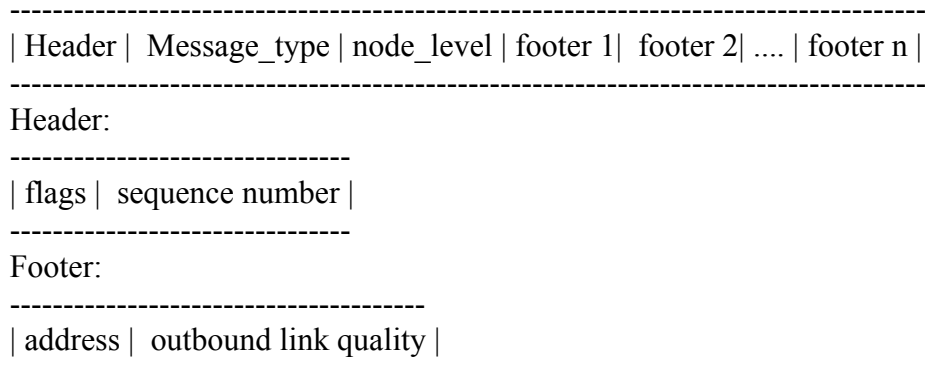 ---------------------------------------------------------------------------------------
| Header | Message_type | node_level | footer 1| footer 2| .... | footer n |
---------------------------------------------------------------------------------------
Header:
--------------------------------
| flags | sequence number |
--------------------------------
Footer:
---------------------------------------
| address | outbound link quality |